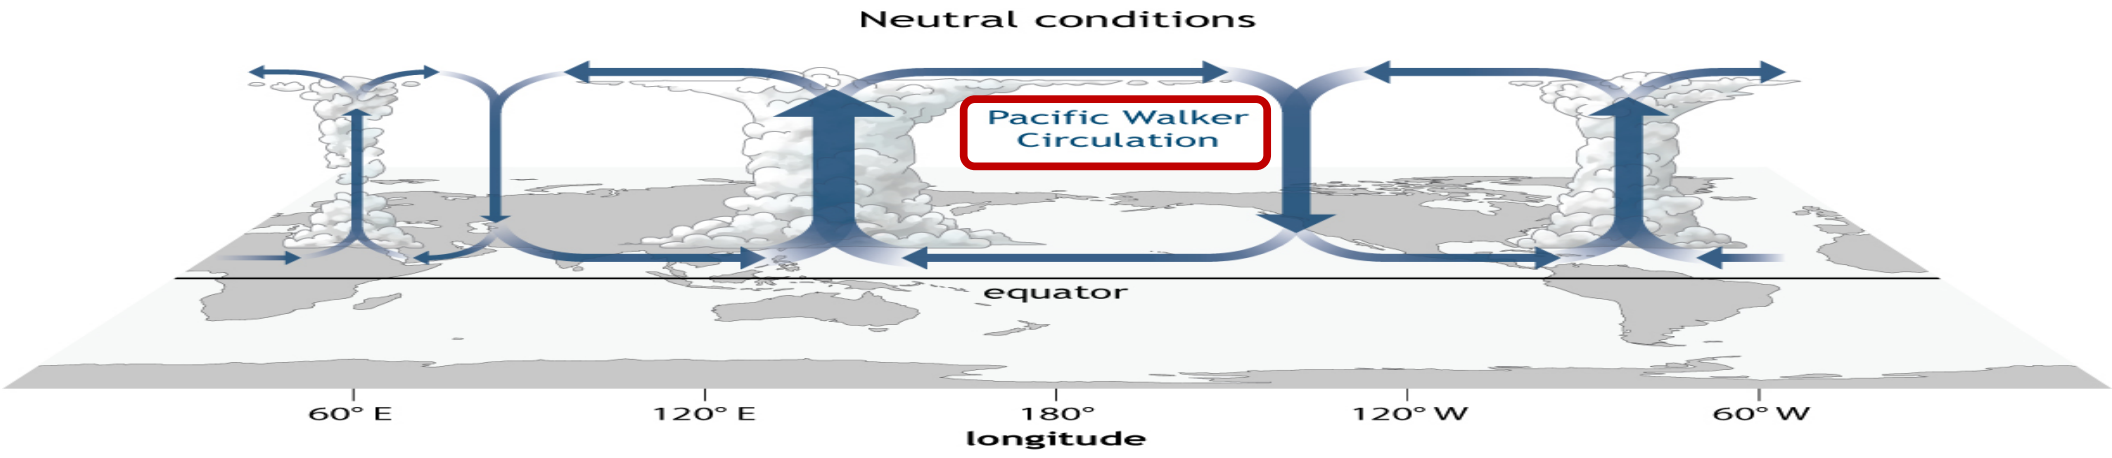 Neutral conditions
Pacific Walker
Circulation
equator
60° E
120° E
180°
120° W
60° W
longitude